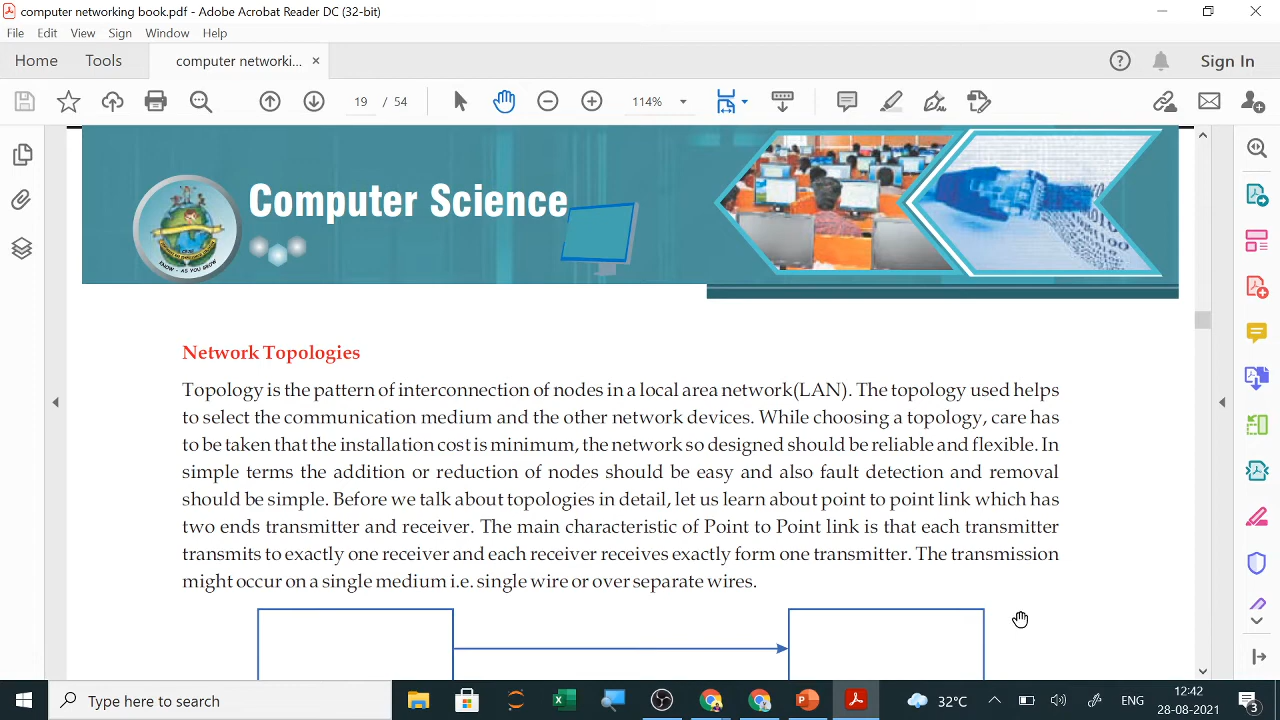 computer networking book.pdf - Adobe Acrobat Reader DC (32-bit)
File Edit View Sign Window Help
Home Tools computer networki... × Sign In
19 / 54 114%
Computer Science
KNOW - AS YOU GROW
Network Topologies
Topology is the pattern of interconnection of nodes in a local area network(LAN). The topology used helps
to select the communication medium and the other network devices. While choosing a topology, care has
to be taken that the installation cost is minimum, the network so designed should be reliable and flexible. In
simple terms the addition or reduction of nodes should be easy and also fault detection and removal
should be simple. Before we talk about topologies in detail, let us learn about point to point link which has
two ends transmitter and receiver. The main characteristic of Point to Point link is that each transmitter
transmits to exactly one receiver and each receiver receives exactly form one transmitter. The transmission
might occur on a single medium i.e. single wire or over separate wires.
Type here to search
32°C ENG 12:42
28-08-2021 3